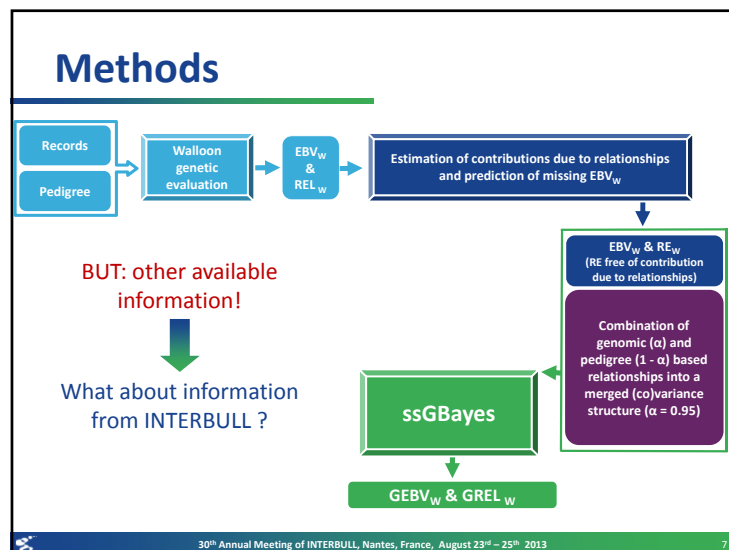 Methods
Records
Pedigree
Walloon
genetic
evaluation
EBVW
&
REL W
Estimation of contributions due to relationships
and prediction of missing EBVW
EBVW & REW
(RE free of contribution
due to relationships)
Combination of
genomic (α) and
pedigree (1 - α) based
relationships into a
merged (co)variance
structure (α = 0.95)
BUT: other available
information!
What about information
from INTERBULL ?
ssGBayes
GEBVW & GREL W
30th Annual Meeting of INTERBULL, Nantes, France, August 23rd – 25th 2013
7